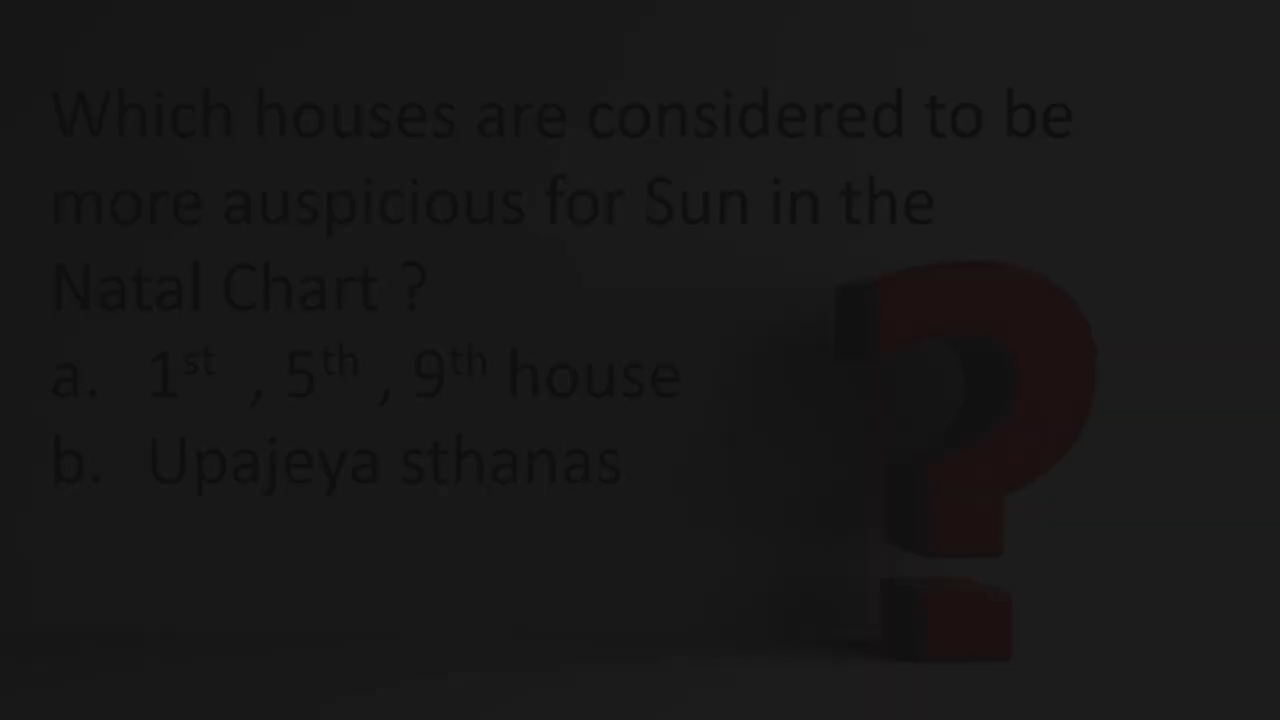 Which houses are considered to be
more auspicious for Sun in the
Natal Chart ?
a. 1st , 5th , 9th house
b. Upajeya sthanas